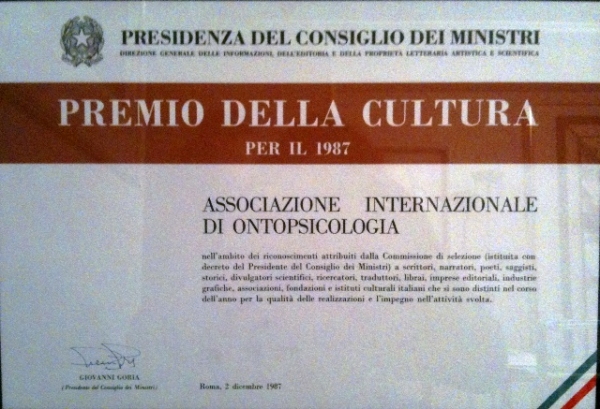 PRESIDENZA DEL CONSIGLIO DEI MINISTRI
DIREZIONE GENERALE DELLE INFORMAZIONI, DELL'EDITORIA E DELLA PROPRIETÀ LETTERARIA ARTISTICA E SCIENTIFICA
PREMIO DELLA CULTURA
PER IL 1987
ASSOCIAZIONE INTERNAZIONALE
DI ONTOPSICOLOGIA
nell'ambito dei riconoscimenti attribuiti dalla Commissione di selezione (istituita con
decreto del Presidente del Consiglio dei Ministri) a scrittori, narratori, poeti, saggisti,
storici, divulgatori scientifici, ricercatori, traduttori, librai, imprese editoriali, industrie
grafiche, associazioni, fondazioni e istituti culturali italiani che si sono distinti nel corso
dell'anno per la qualità delle realizzazioni e l'impegno nell'attività svolta.
GIOVANNI GORIA
(Presidente del Consiglio dei Ministri)
Roma, 2 dicembre 1987